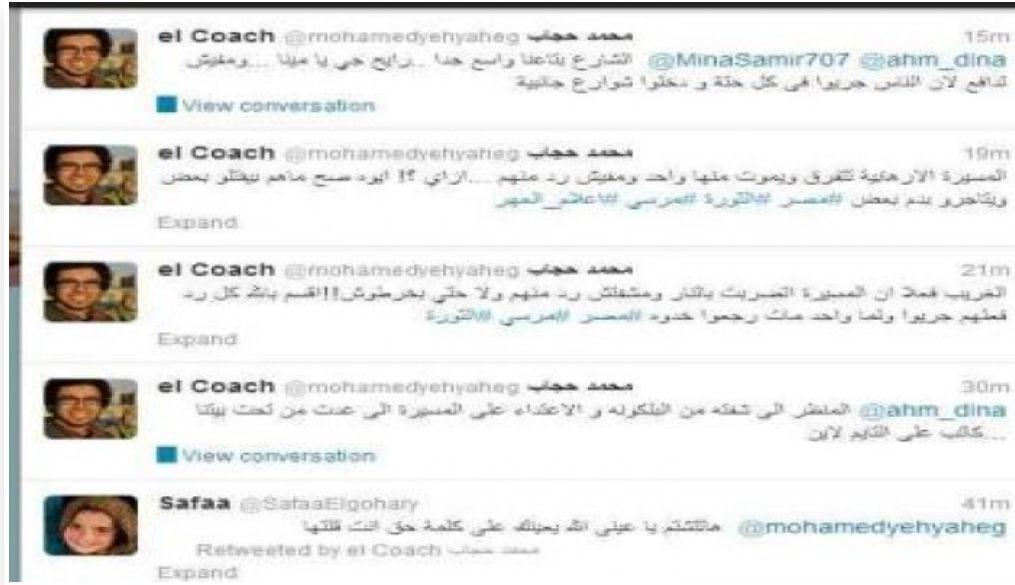 el Coach @mohamedyehyaheg محمد حجاب 15m
@MinaSamir707 @ahm_dina الشارع بتاعنا واسع جدا ..رايح جي يا مينا ...ومفيش
تدافع لان الناس جريوا في كل حتة و دخلوا شوارع جانبية
View conversation
el Coach @mohamedyehyaheg محمد حجاب 19m
المسيرة الارهابية تتفرق ويموت منها واحد ومفيش رد منهم ...ازاي ؟! ايوه صح ماهم بيقتلو بعض
ويتاجرو بدم بعض #مصر #الثورة #مرسي #اعلام_العهر
Expand
el Coach @mohamedyehyaheg محمد حجاب 21m
الغريب فعلا ان المسيرة اتضربت بالنار ومشفتش رد منهم ولا حتي بخرطوش!!اقسم بالله كل رد
فعلهم جريوا ولما واحد مات رجعوا خدوه #مصر #مرسي #الثورة
Expand
el Coach @mohamedyehyaheg محمد حجاب 30m
@ahm_dina المنظر الي شفته من البلكونه و الاعتداء على المسيرة الى عدت من تحت بيتنا
...كاتب على التايم لاين
View conversation
Safaa @SafaaElgohary 41m
@mohamedyehyaheg هاتتشتم يا عينى الله يعينك على كلمة حق انت قلتها
Retweeted by el Coach محمد حجاب
Expand